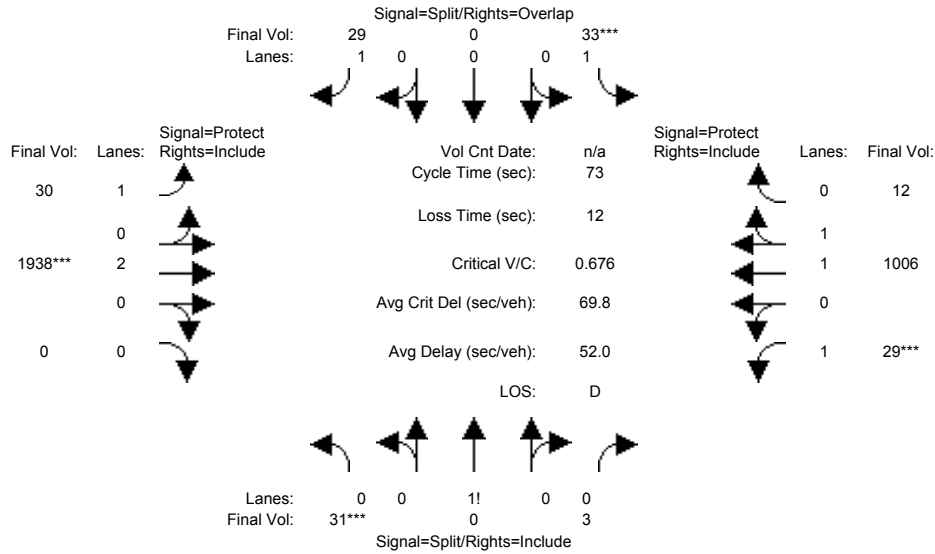 Signal=Split/Rights=Overlap
Final Vol: 29 0 33***
Lanes: 1 0 0 0 1
Signal=Protect
Final Vol: Lanes: Rights=Include
Vol Cnt Date: n/a
Signal=Protect
Rights=Include Lanes: Final Vol:
Cycle Time (sec): 73
30 1
0 12
Loss Time (sec): 12
0
1
1938*** 2
Critical V/C: 0.676
1 1006
0
Avg Crit Del (sec/veh): 69.8
0
0 0
Avg Delay (sec/veh): 52.0
1 29***
LOS: D
Lanes: 0 0 1! 0 0
Final Vol: 31*** 0 3
Signal=Split/Rights=Include